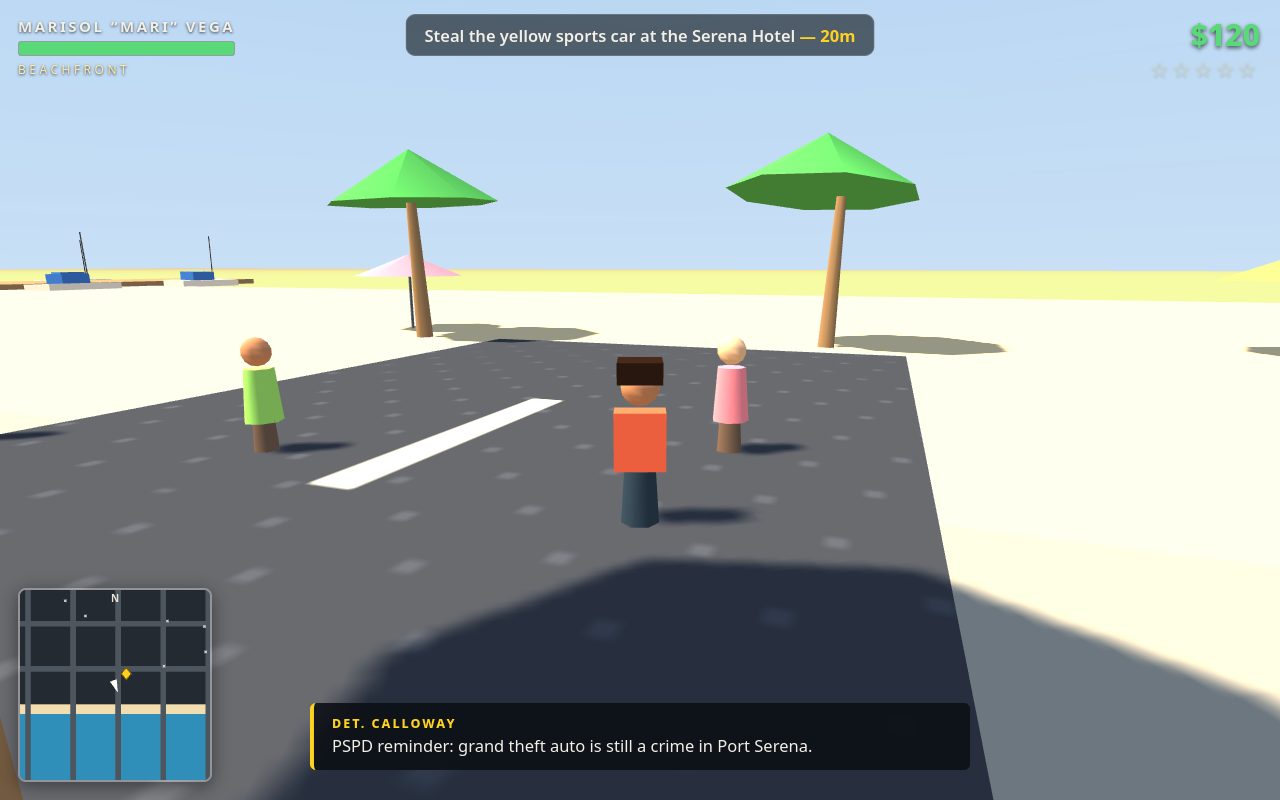 MARISOL “MARI” VEGA
BEACHFRONT
Steal the yellow sports car at the Serena Hotel — 20m
$120
N
DET. CALLOWAY
PSPD reminder: grand theft auto is still a crime in Port Serena.